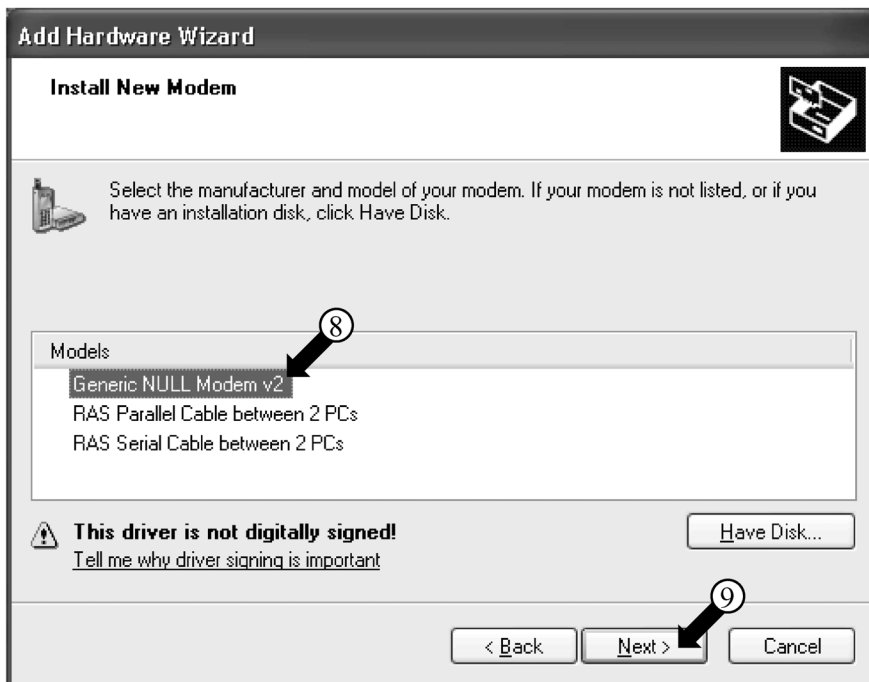 Add Hardware Wizard
Install New Modem
Select the manufacturer and model of your modem. If your modem is not listed, or if you
have an installation disk, click Have Disk.
8
Models
Generic NULL Modem v2
RAS Parallel Cable between 2 PCs
RAS Serial Cable between 2 PCs
This driver is not digitally signed!
Have Disk...
Tell me why driver signing is important
9
< Back
Next >
Cancel